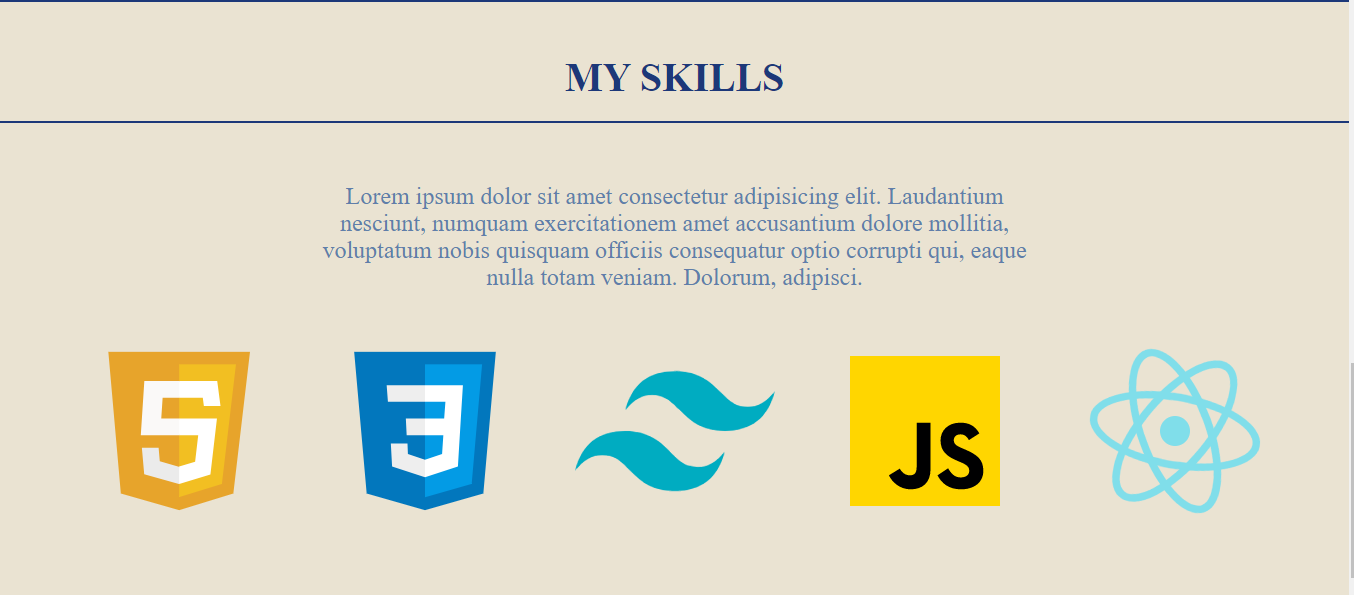 MY SKILLS
Lorem ipsum dolor sit amet consectetur adipisicing elit. Laudantium
nesciunt, numquam exercitationem amet accusantium dolore mollitia,
voluptatum nobis quisquam officiis consequatur optio corrupti qui, eaque
nulla totam veniam. Dolorum, adipisci.
5 3 JS